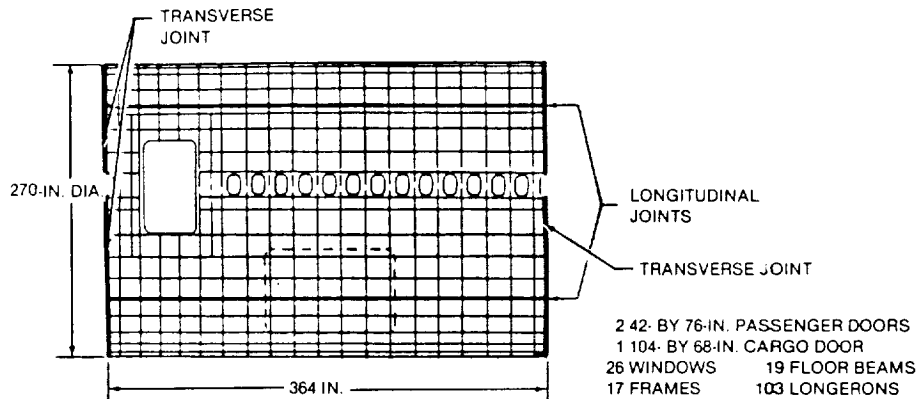 TRANSVERSE
JOINT
270-IN. DIA.
LONGITUDINAL
JOINTS
TRANSVERSE JOINT
2 42- BY 76-IN. PASSENGER DOORS
1 104- BY 68-IN. CARGO DOOR
26 WINDOWS 19 FLOOR BEAMS
17 FRAMES 103 LONGERONS
364 IN.